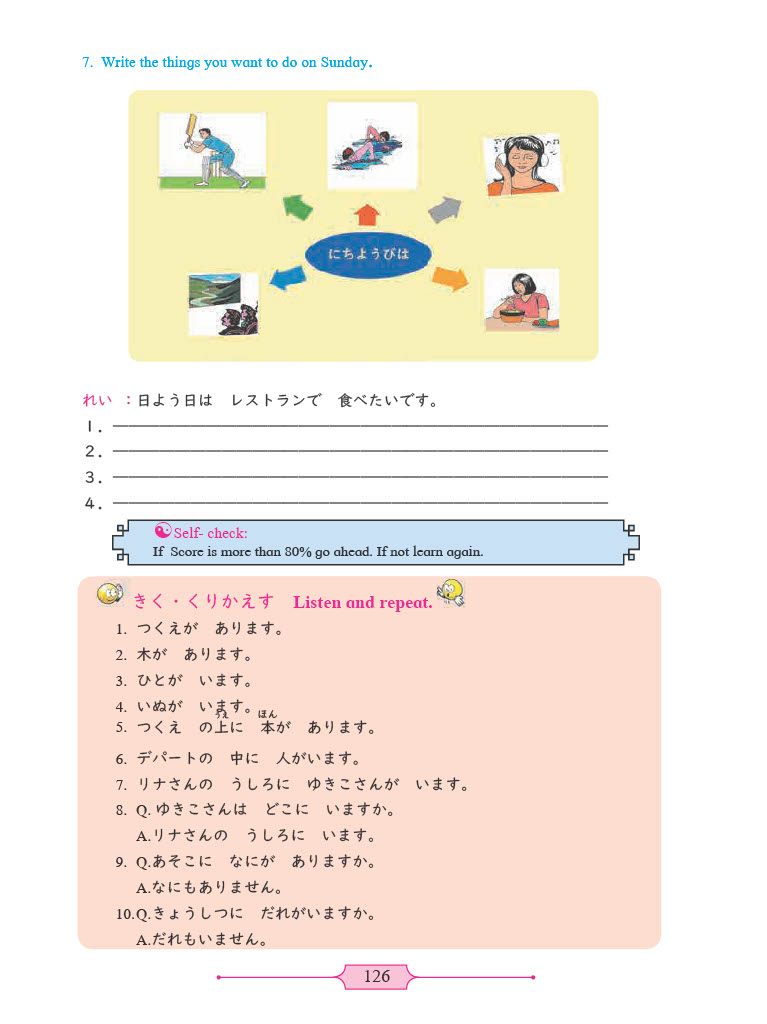 7. Write the things you want to do on Sunday.
にちようびは
れい ：日よう日は　レストランで　食べたいです。
1．
2．
3．
4．
Self- check:
If Score is more than 80% go ahead. If not learn again.
きく・くりかえす　Listen and repeat.
1. つくえが　あります。
2. 木が　あります。
3. ひとが　います。
4. いぬが　います。
うえ　ほん
5. つくえ　の上に　本が　あります。
6. デパートの　中に　人がいます。
7. リナさんの　うしろに　ゆきこさんが　います。
8. Q. ゆきこさんは　どこに　いますか。
A.リナさんの　うしろに　います。
9. Q.あそこに　なにが　ありますか。
A.なにもありません。
10.Q.きょうしつに　だれがいますか。
A.だれもいません。
126